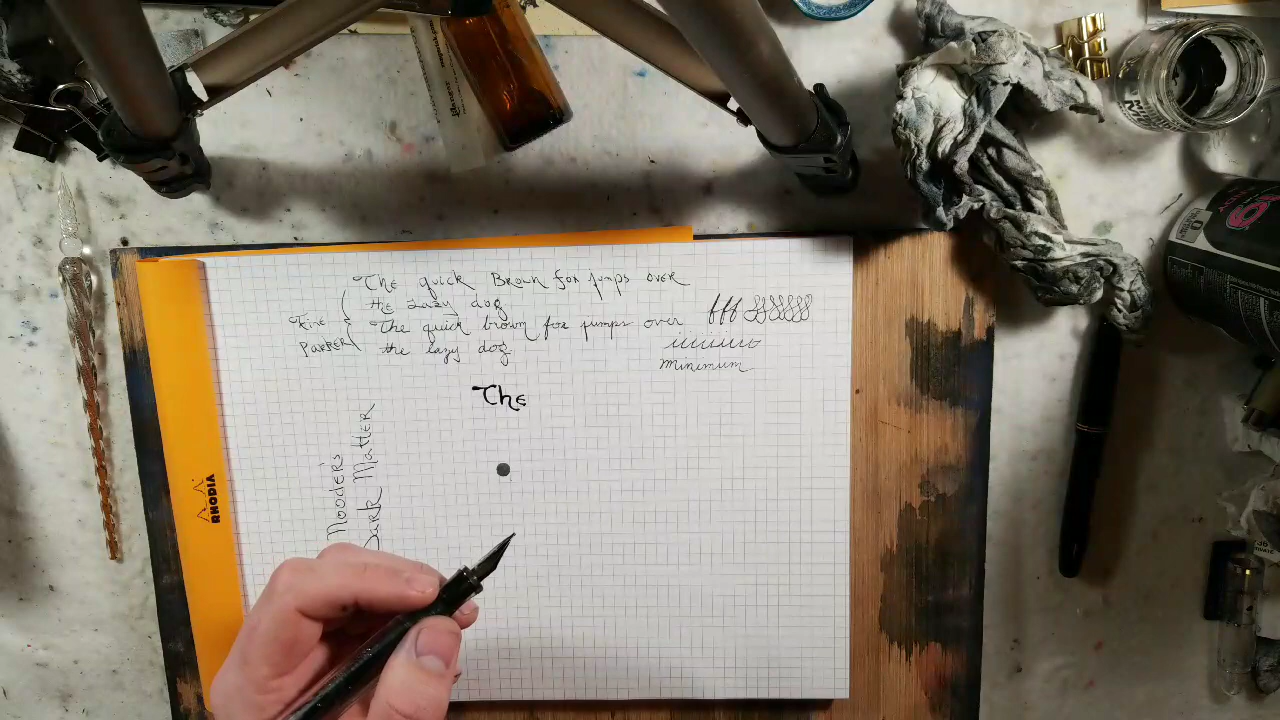 The quick Brown fox jumps over
the Lazy dog
Fine
Parker
The quick brown fox jumps over
the lazy dog
fff
minimum
The
Nooder's
Dark Matter
RHODIA